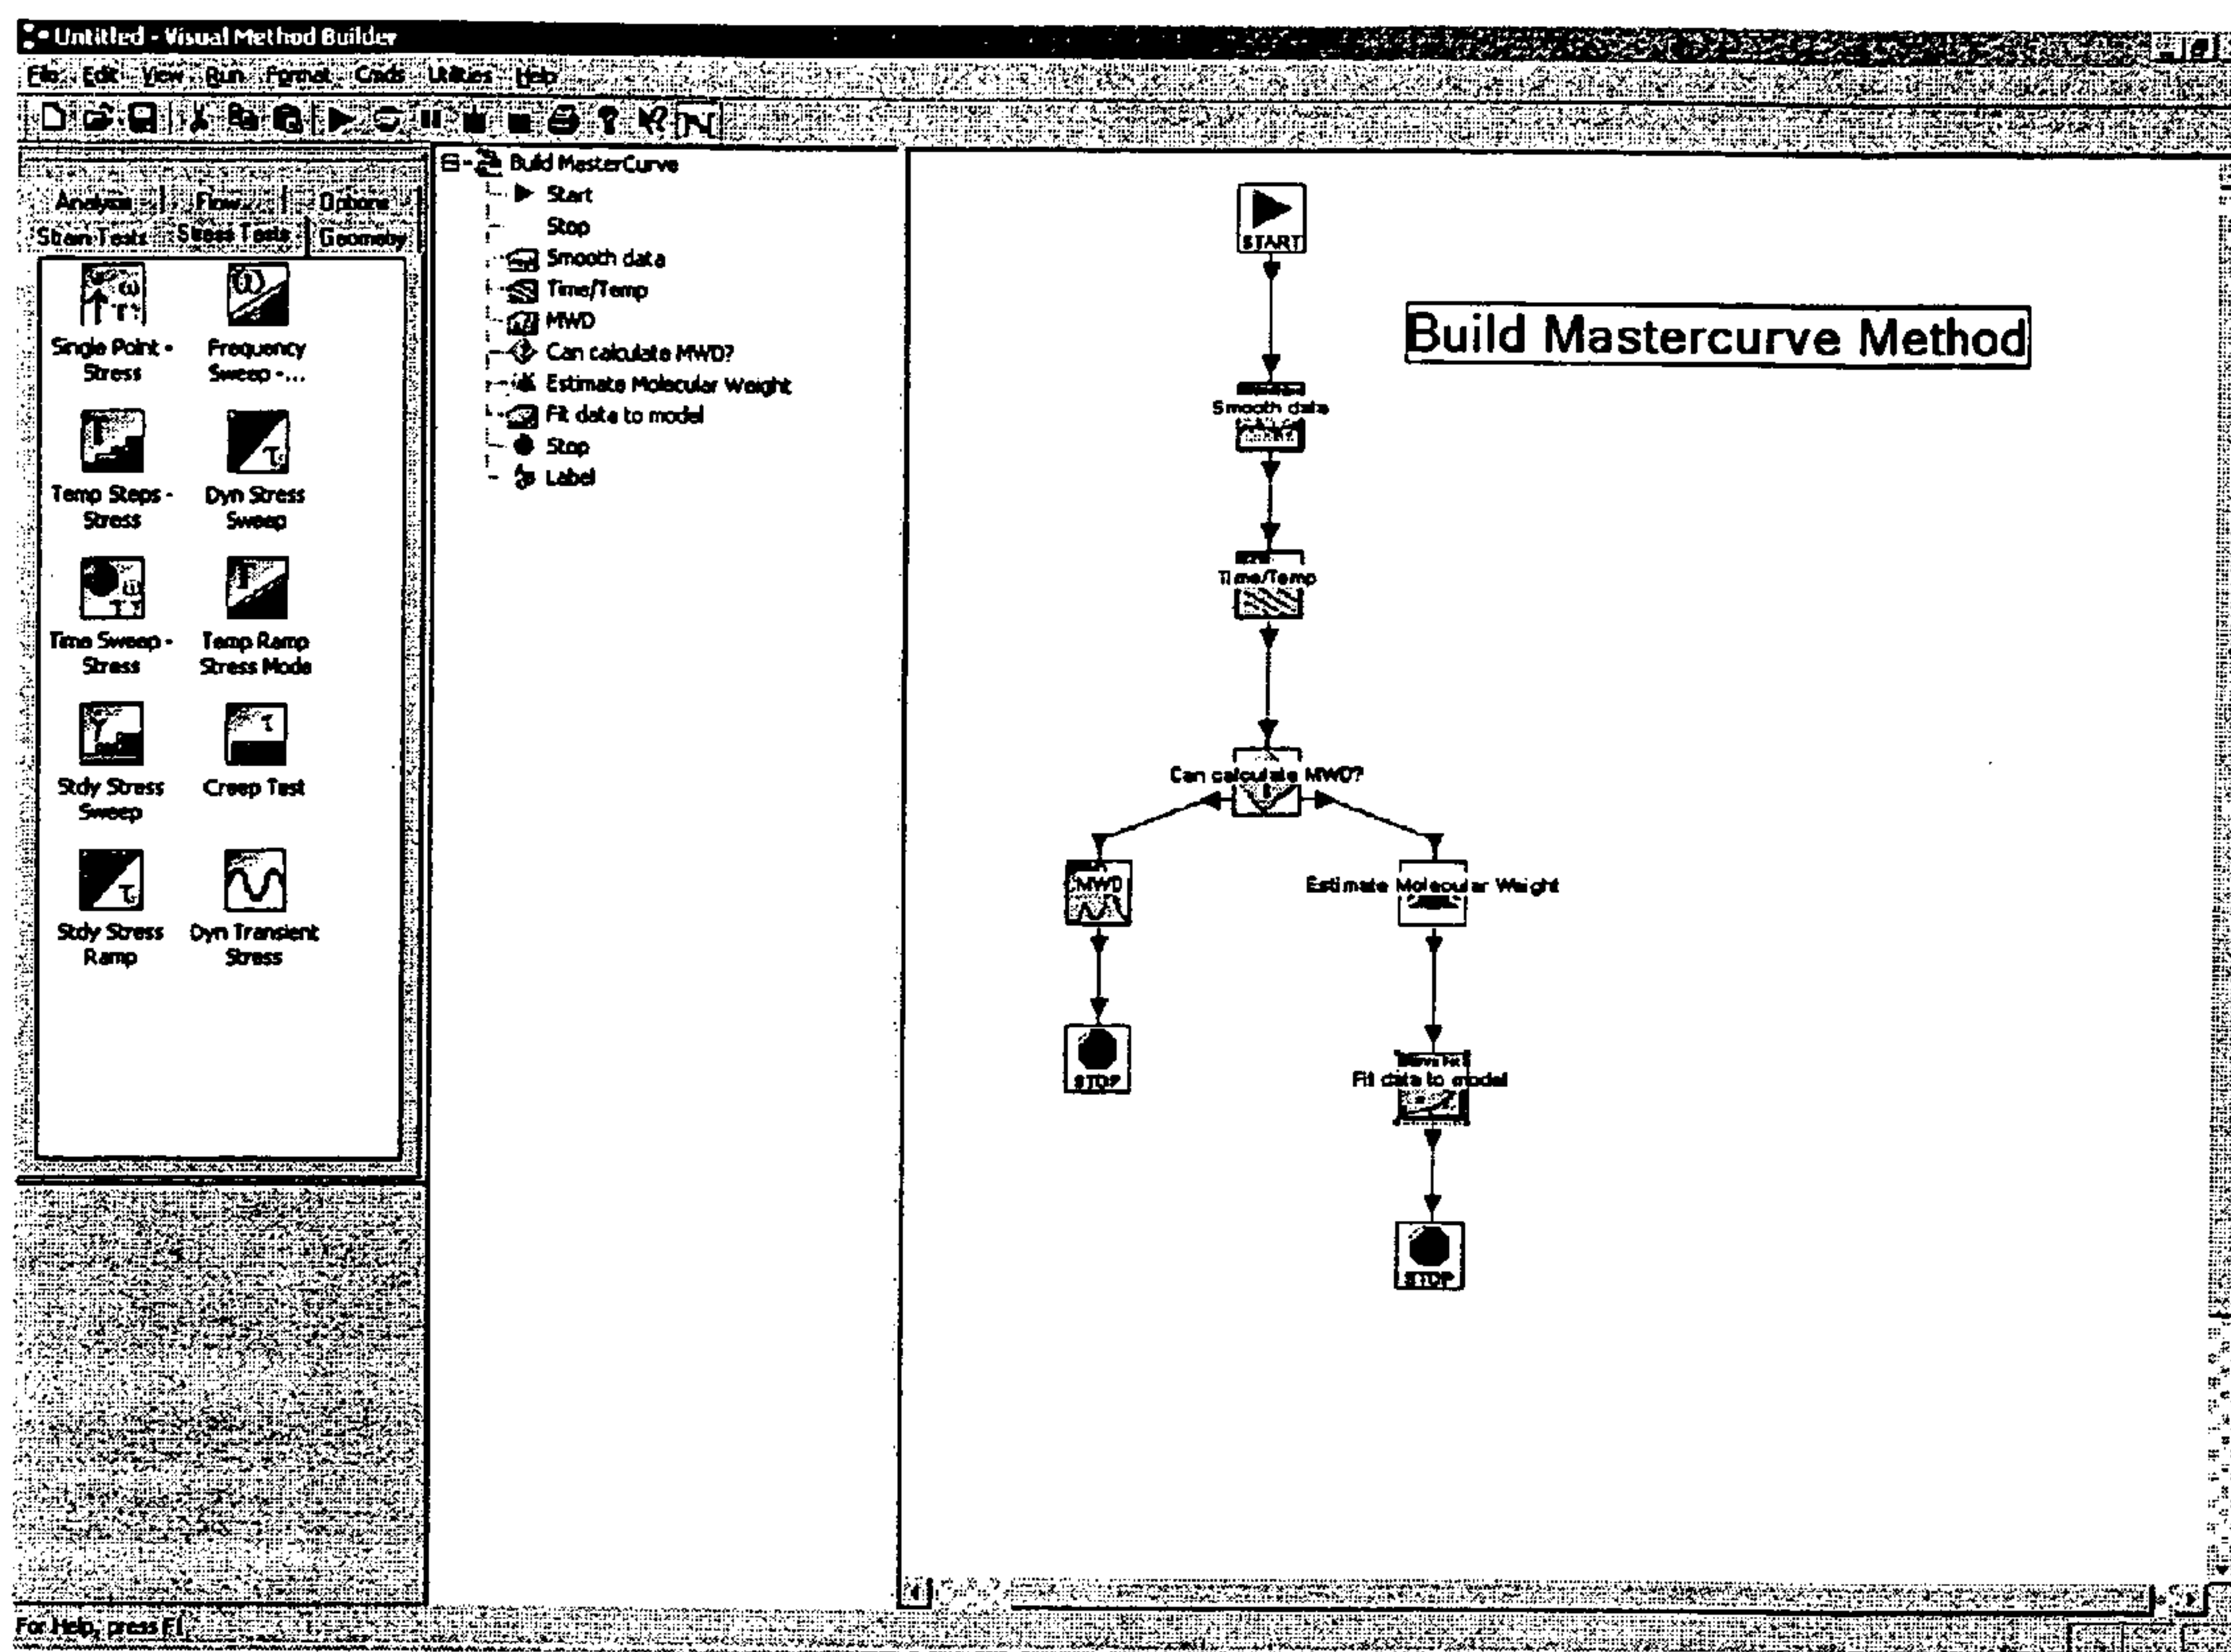 Untitled - Visual Method Builder
File Edit View Run Format Cmds Utilities Help
Analysis Flow... Options
Strain Tests Stress Tests Geometry
Single Point -
Stress
Frequency
Sweep -...
Temp Steps -
Stress
Dyn Stress
Sweep
Time Sweep -
Stress
Temp Ramp
Stress Mode
Stdy Stress
Sweep
Creep Test
Stdy Stress
Ramp
Dyn Transient
Stress
Build MasterCurve
Start
Stop
Smooth data
Time/Temp
MWD
Can calculate MWD?
Estimate Molecular Weight
Fit data to model
Stop
Label
START
Build Mastercurve Method
Smooth data
Time/Temp
Can calculate MWD?
MWD
Estimate Molecular Weight
STOP
Fit data to model
STOP
For Help, press F1